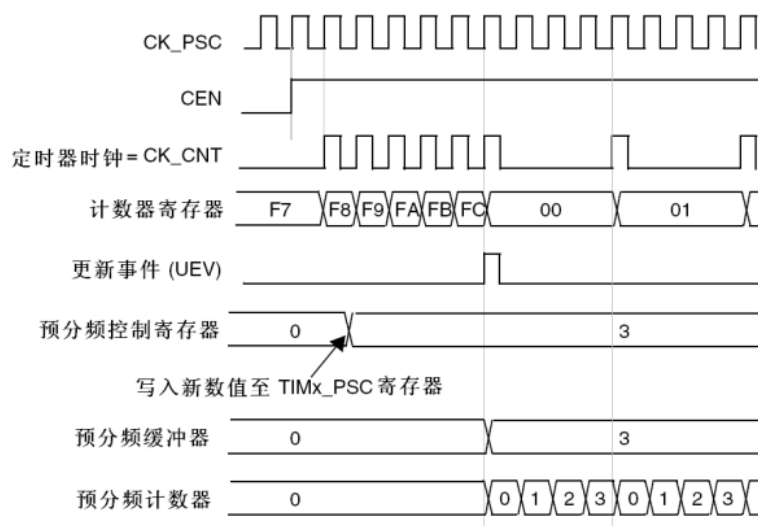 CK_PSC
CEN
定时器时钟= CK_CNT
计数器寄存器 F7 F8 F9 FA FB FC 00 01
更新事件 (UEV)
预分频控制寄存器 0 3
写入新数值至 TIMx_PSC 寄存器
预分频缓冲器 0 3
预分频计数器 0 0 1 2 3 0 1 2 3